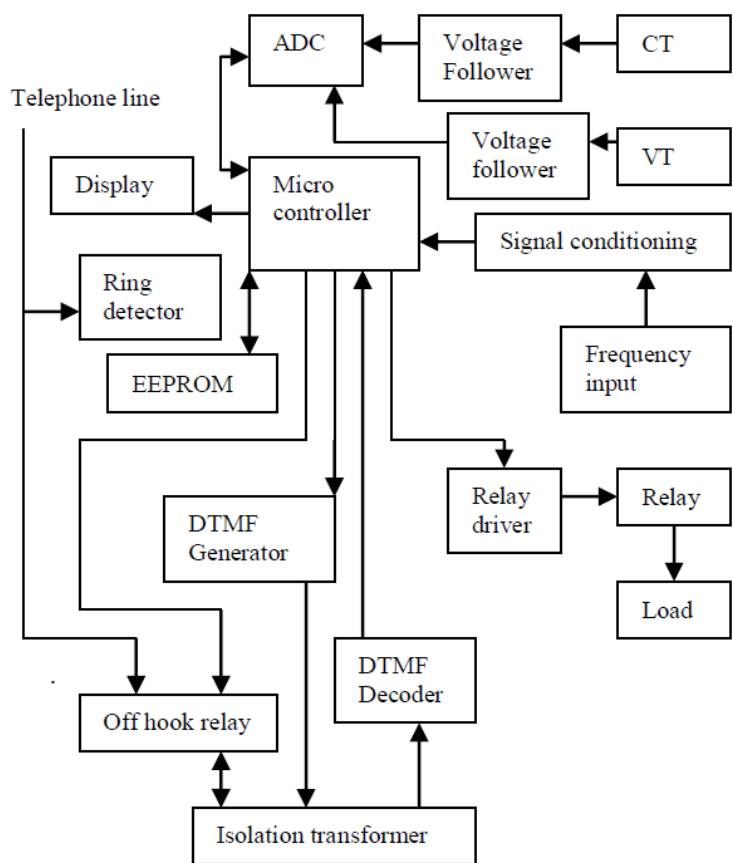 ADC
Voltage
Follower
CT
Telephone line
Voltage
follower
VT
Display
Micro
controller
Signal conditioning
Ring
detector
EEPROM
Frequency
input
DTMF
Generator
Relay
driver
Relay
Load
DTMF
Decoder
.
Off hook relay
Isolation transformer